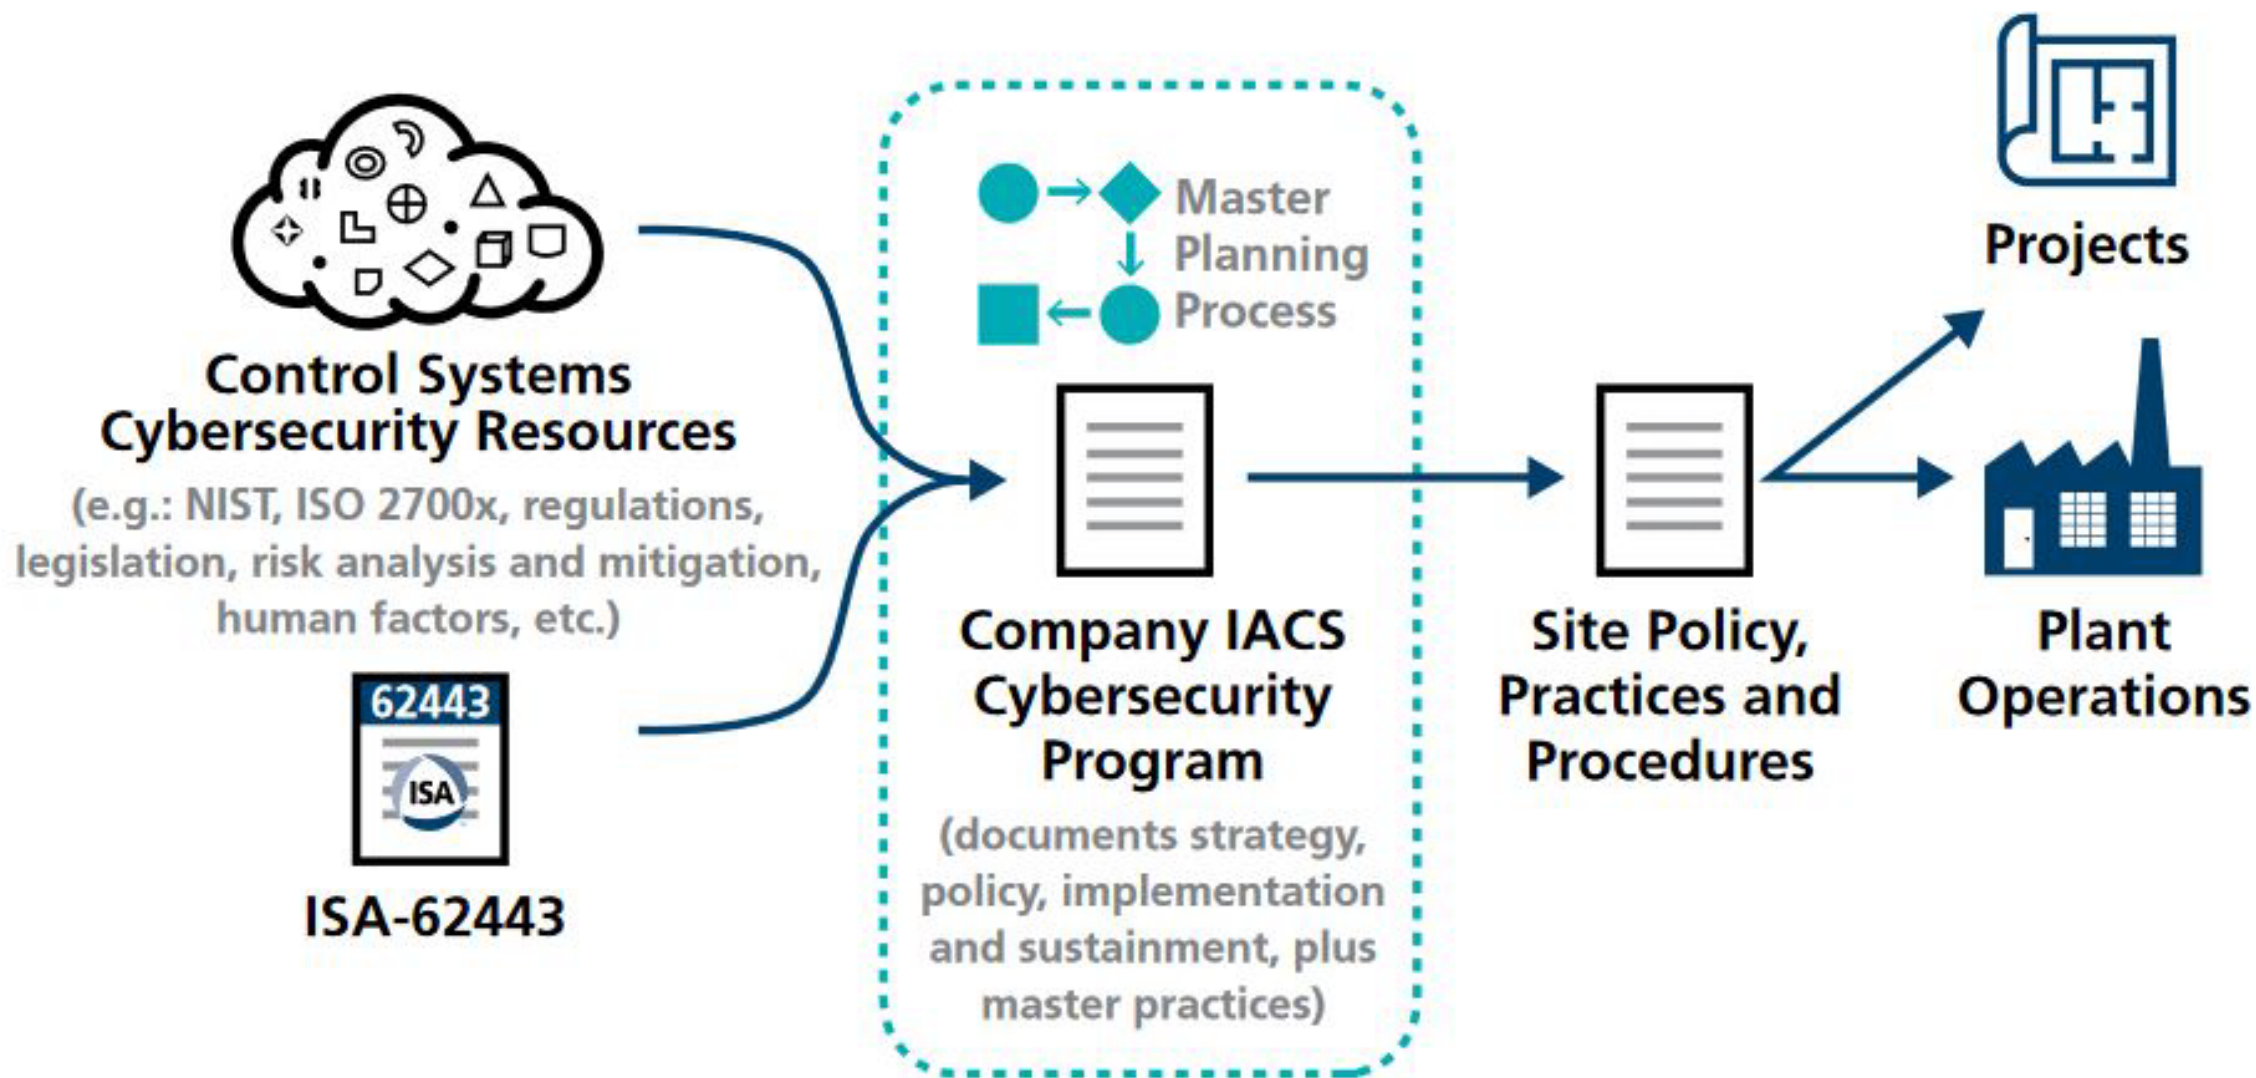 Control Systems
Cybersecurity Resources
(e.g.: NIST, ISO 2700x, regulations,
legislation, risk analysis and mitigation,
human factors, etc.)
62443
ISA
ISA-62443
Master
Planning
Process
Company IACS
Cybersecurity
Program
(documents strategy,
policy, implementation
and sustainment, plus
master practices)
Site Policy,
Practices and
Procedures
Projects
Plant
Operations